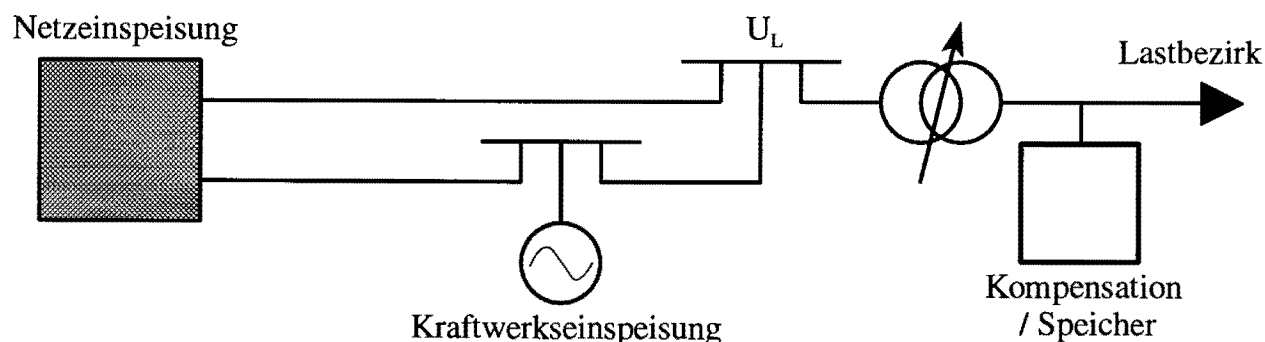 Netzeinspeisung
U_L
Lastbezirk
Kraftwerkseinspeisung
Kompensation
/ Speicher